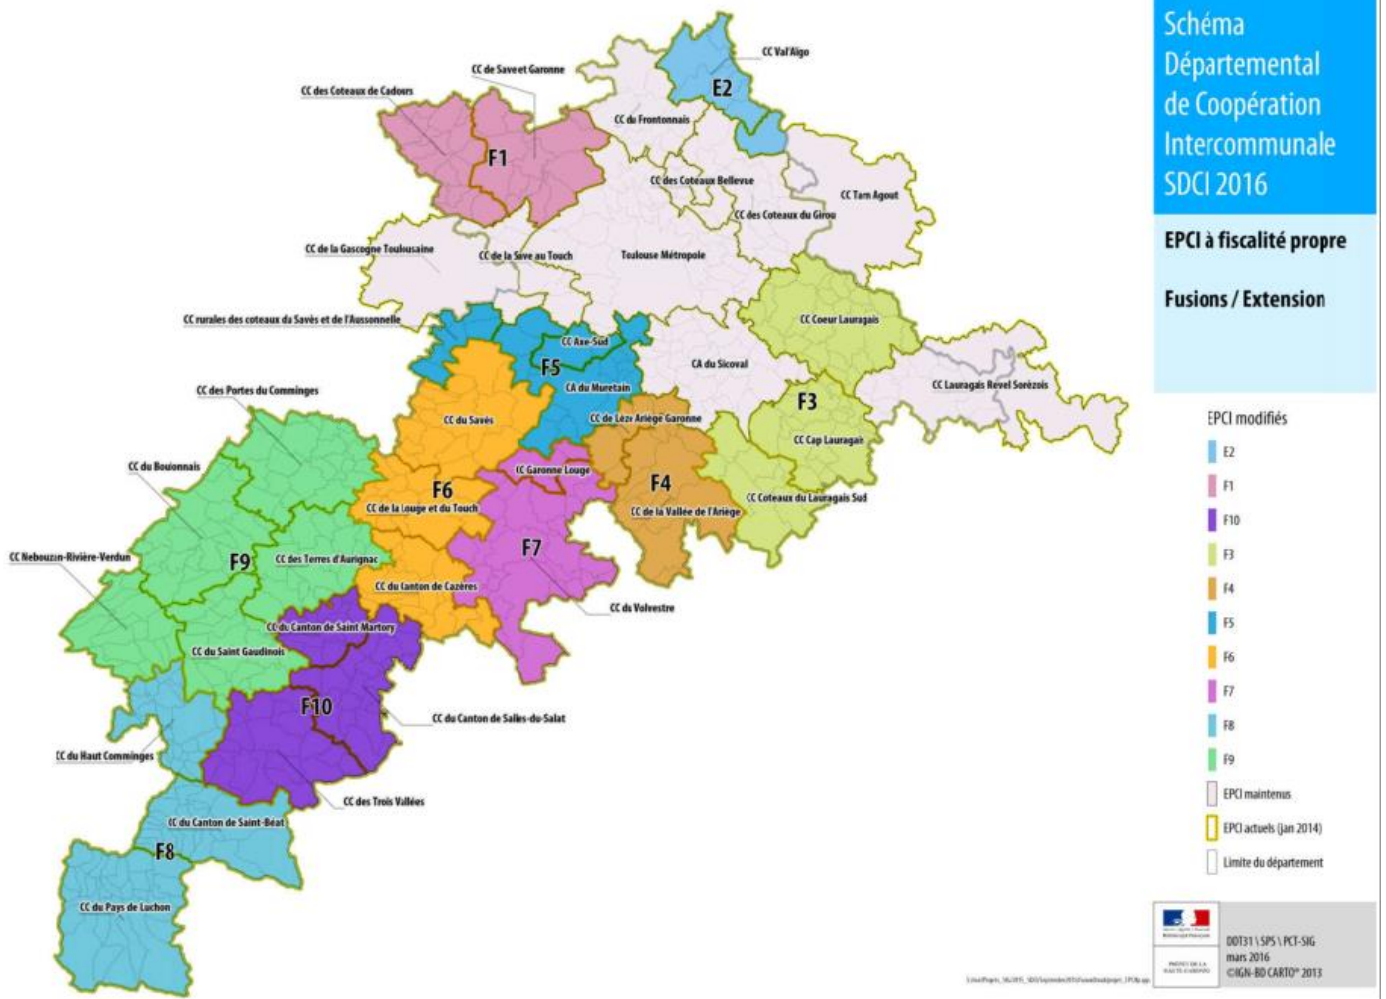 Schéma
Départemental
de Coopération
Intercommunale
SDCI 2016
EPCI à fiscalité propre
Fusions / Extension
CC Val'Aïgo
CC de Save et Garonne
E2
CC des Coteaux de Cadours
CC du Frontonnais
F1
CC des Coteaux Bellevue
CC Tarn Agout
CC des Coteaux du Girou
CC de la Gascogne Toulousaine
CC de la Save au Touch
Toulouse Métropole
CC rurales des coteaux du Savès et de l'Aussonnelle
CC Coeur Lauragais
CC Axe-Sud
F5
CA du Sicoval
CA du Muretain
CC Lauragais Revel Sorèzois
CC des Portes du Comminges
F3
CC du Savès
CC de Lèze Ariège Garonne
CC Cap Lauragais
CC du Boulonnais
CC Garonne Louge
F6
F4
CC Coteaux du Lauragais Sud
CC de la Louge et du Touch
CC de la Vallée de l'Ariège
CC Nebouzan-Rivière-Verdun
F9
CC des Terres d'Aurignac
F7
CC du Canton de Cazères
CC du Volvestre
CC du Canton de Saint Martory
CC du Saint Gaudinois
F10
CC du Canton de Salies-du-Salat
CC du Haut Comminges
CC des Trois Vallées
CC du Canton de Saint-Béat
F8
CC du Pays de Luchon
EPCI modifiés
E2
F1
F10
F3
F4
F5
F6
F7
F8
F9
EPCI maintenus
EPCI actuels (jan 2014)
Limite du département
PRÉFET DE LA
HAUTE-GARONNE
DDT31 \ SPS \ PCT-SIG
mars 2016
©IGN-BD CARTO® 2013